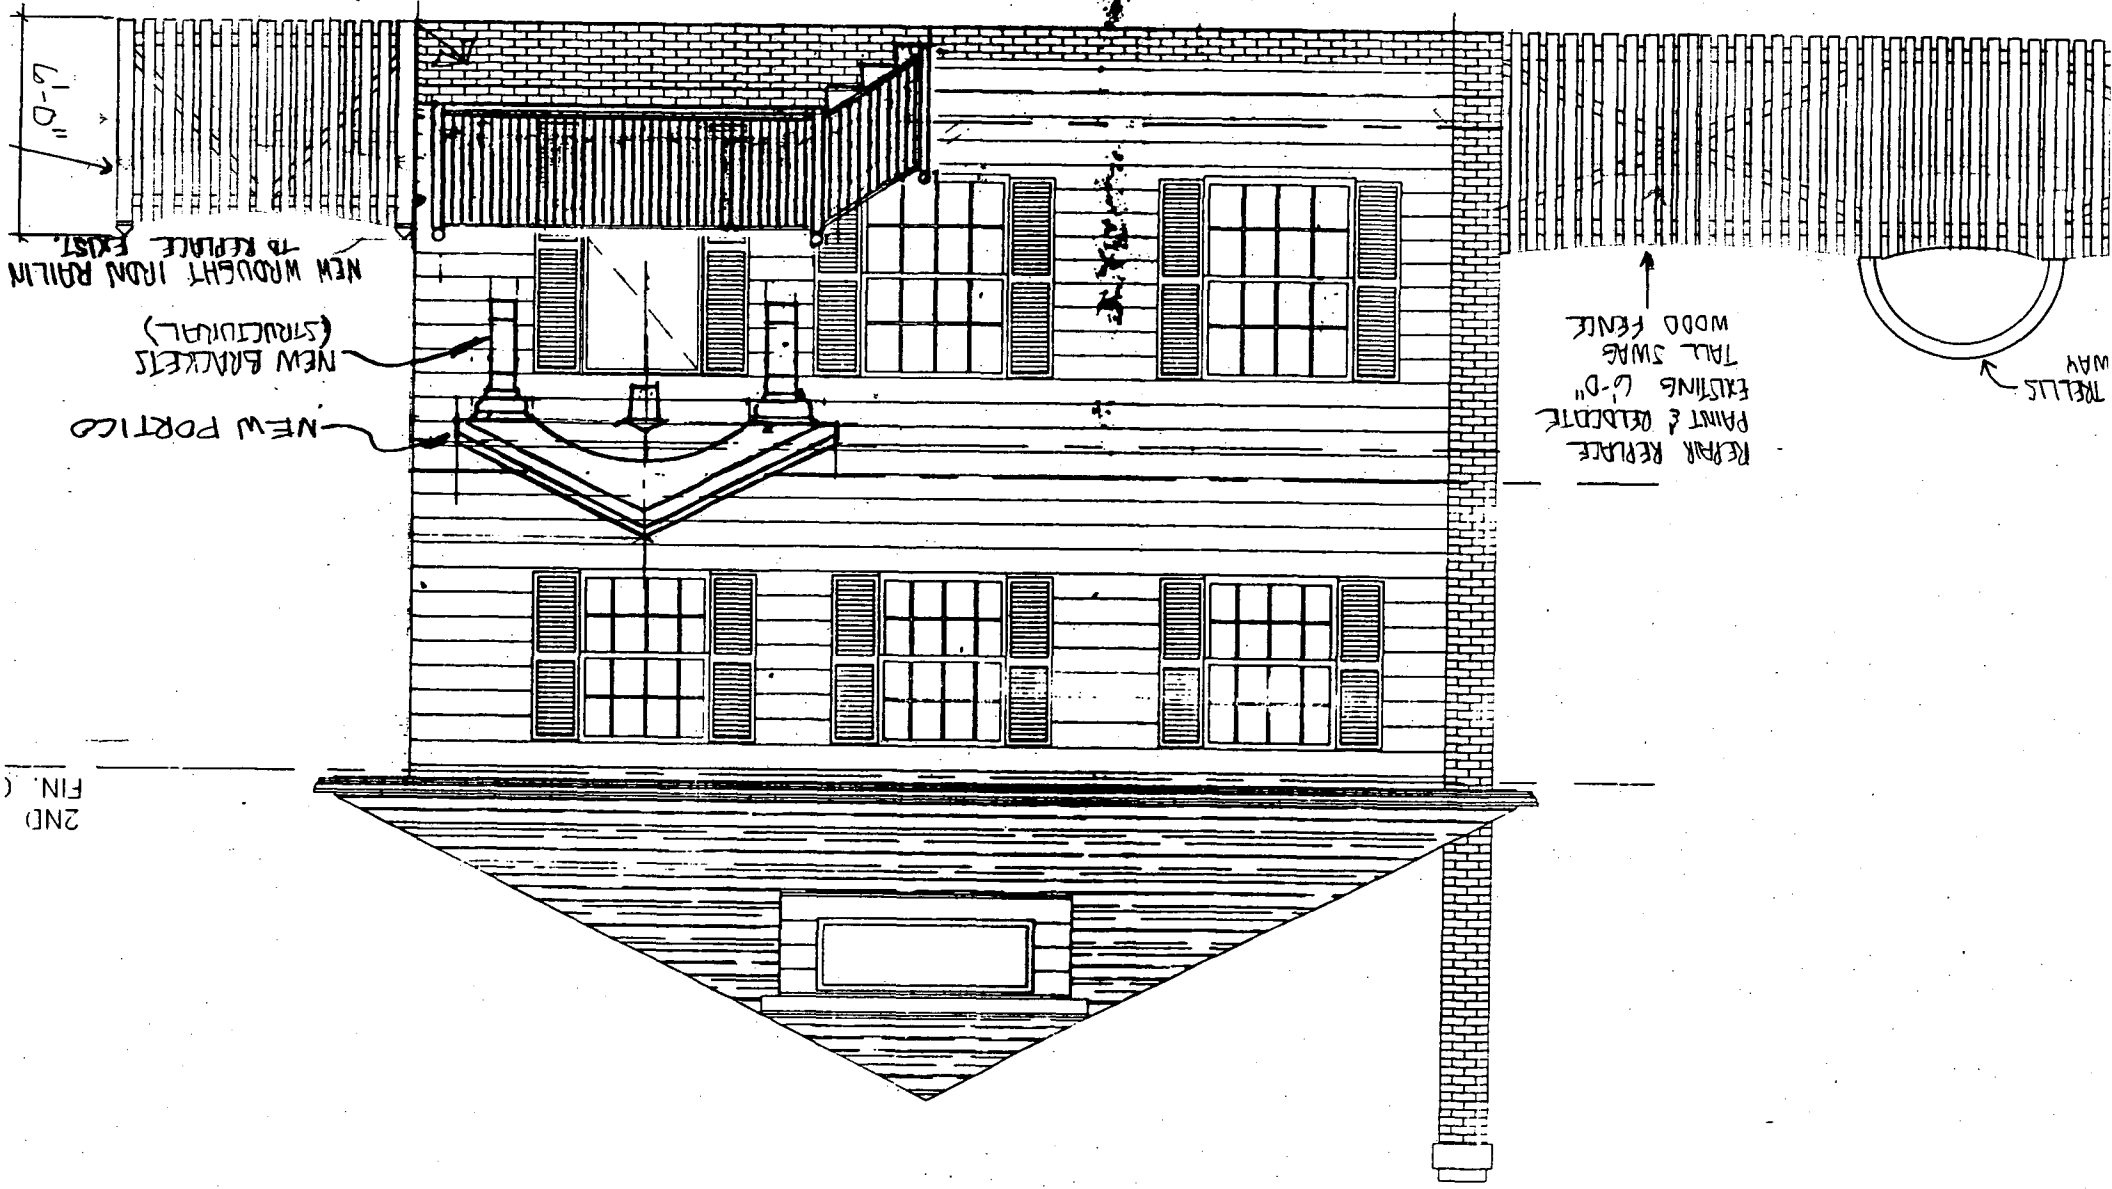 2ND
FIN. (
REPAIR REPLACE
PAINT & RELOCATE
EXISTING 6'-0"
TALL SWAG
WOOD FENCE
TRELLIS
WAY
NEW PORTICO
NEW BRACKETS
(STRUCTURAL)
NEW WROUGHT IRON RAILIN
TO REPLACE EXIST.
6'-0"